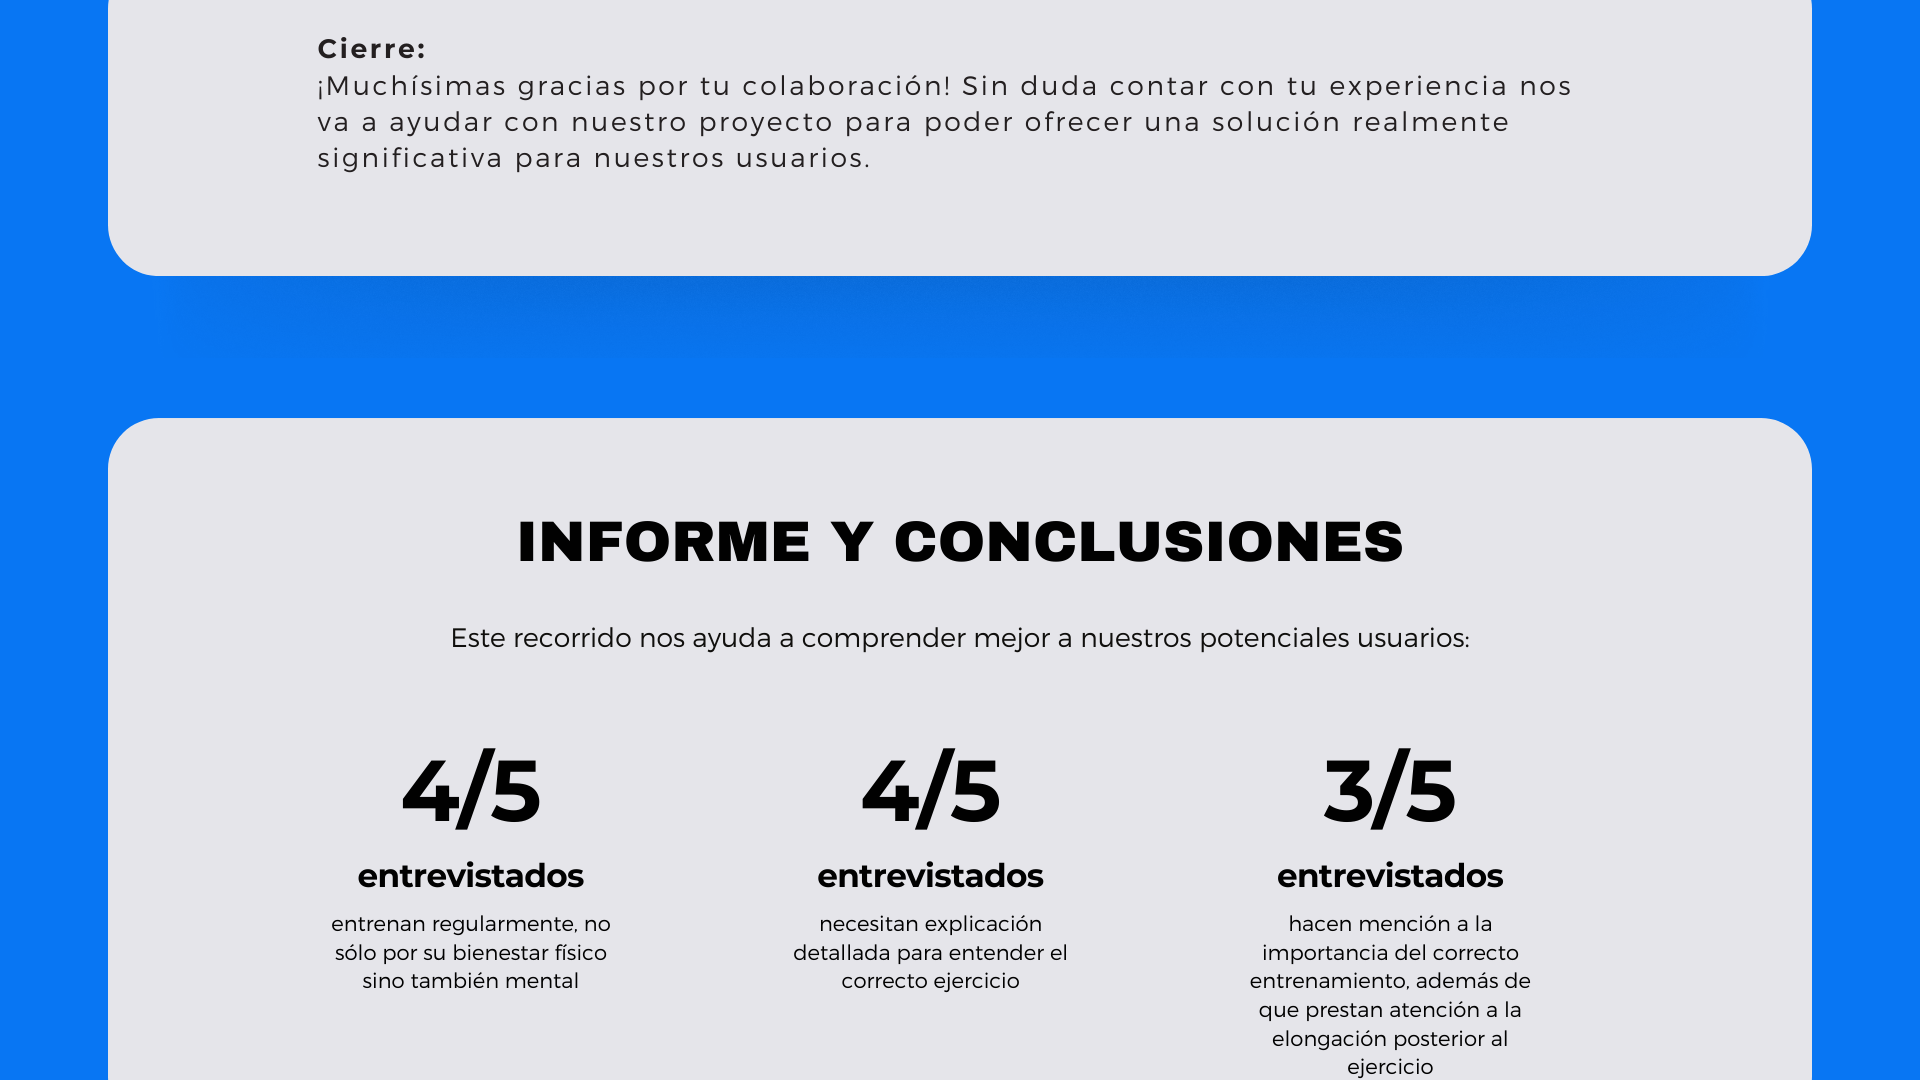 Cierre:
¡Muchísimas gracias por tu colaboración! Sin duda contar con tu experiencia nos
va a ayudar con nuestro proyecto para poder ofrecer una solución realmente
significativa para nuestros usuarios.
INFORME Y CONCLUSIONES
Este recorrido nos ayuda a comprender mejor a nuestros potenciales usuarios:
4/5
entrevistados
entrenan regularmente, no
sólo por su bienestar físico
sino también mental
4/5
entrevistados
necesitan explicación
detallada para entender el
correcto ejercicio
3/5
entrevistados
hacen mención a la
importancia del correcto
entrenamiento, además de
que prestan atención a la
elongación posterior al
ejercicio